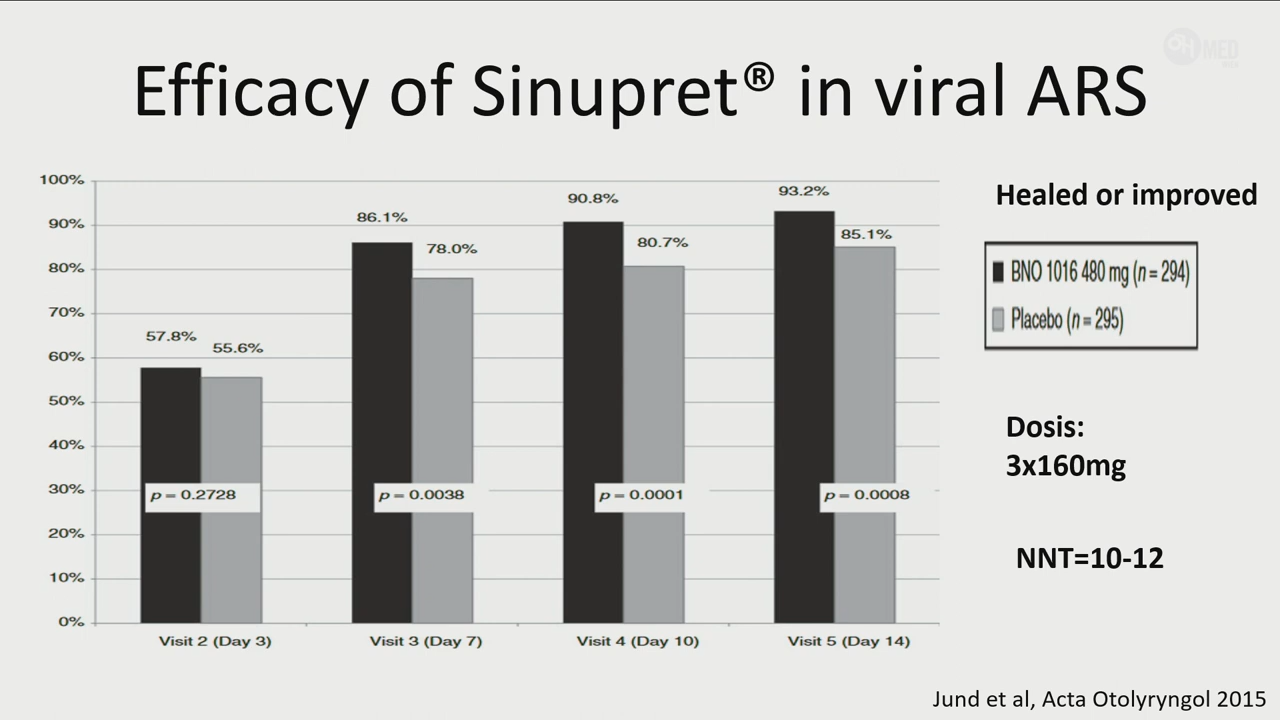 Efficacy of Sinupret® in viral ARS
100%
90%
80%
70%
60%
50%
40%
30%
20%
10%
0%
57.8%
55.6%
86.1%
78.0%
90.8%
80.7%
93.2%
85.1%
p = 0.2728
p = 0.0038
p = 0.0001
p = 0.0008
Visit 2 (Day 3)
Visit 3 (Day 7)
Visit 4 (Day 10)
Visit 5 (Day 14)
Healed or improved
BNO 1016 480 mg (n = 294)
Placebo (n = 295)
Dosis:
3x160mg
NNT=10-12
Jund et al, Acta Otolyryngol 2015
MED